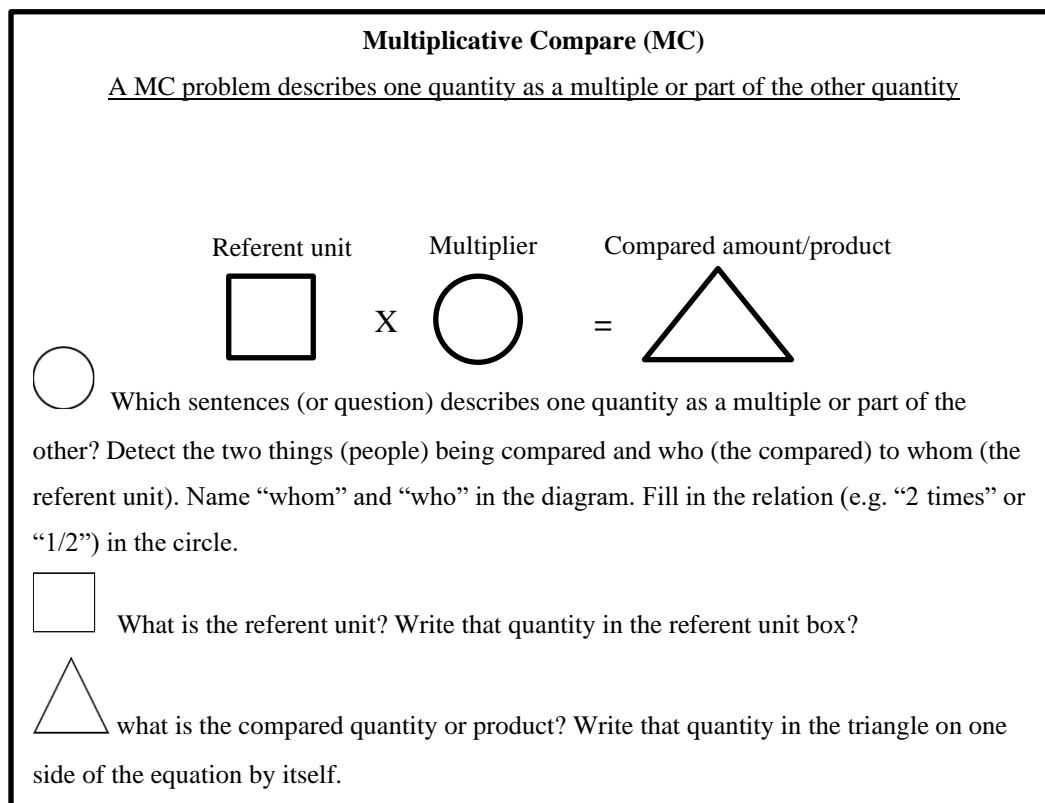 Multiplicative Compare (MC)
A MC problem describes one quantity as a multiple or part of the other quantity
Referent unit Multiplier Compared amount/product
X =
Which sentences (or question) describes one quantity as a multiple or part of the
other? Detect the two things (people) being compared and who (the compared) to whom (the
referent unit). Name “whom” and “who” in the diagram. Fill in the relation (e.g. “2 times” or
“1/2”) in the circle.
What is the referent unit? Write that quantity in the referent unit box?
what is the compared quantity or product? Write that quantity in the triangle on one
side of the equation by itself.